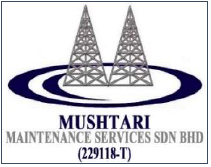 MUSHTARI
MAINTENANCE SERVICES SDN BHD
(229118-T)